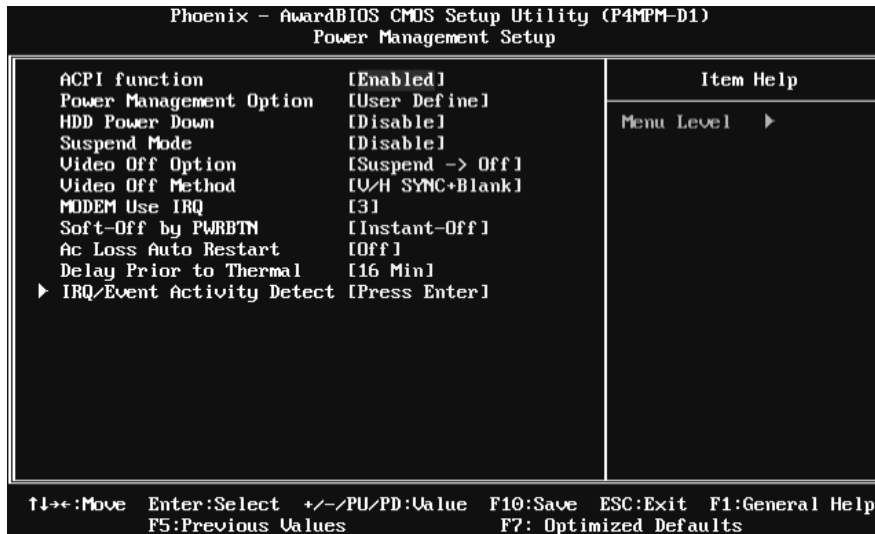 Phoenix - AwardBIOS CMOS Setup Utility (P4MPM-D1)
Power Management Setup
ACPI function [Enabled]
Power Management Option [User Define]
HDD Power Down [Disable]
Suspend Mode [Disable]
Video Off Option [Suspend -> Off]
Video Off Method [V/H SYNC+Blank]
MODEM Use IRQ [3]
Soft-Off by PWRBTN [Instant-Off]
Ac Loss Auto Restart [Off]
Delay Prior to Thermal [16 Min]
▶ IRQ/Event Activity Detect [Press Enter]
Item Help
Menu Level ▶
↑↓→←:Move Enter:Select +/-/PU/PD:Value F10:Save ESC:Exit F1:General Help
F5:Previous Values F7: Optimized Defaults